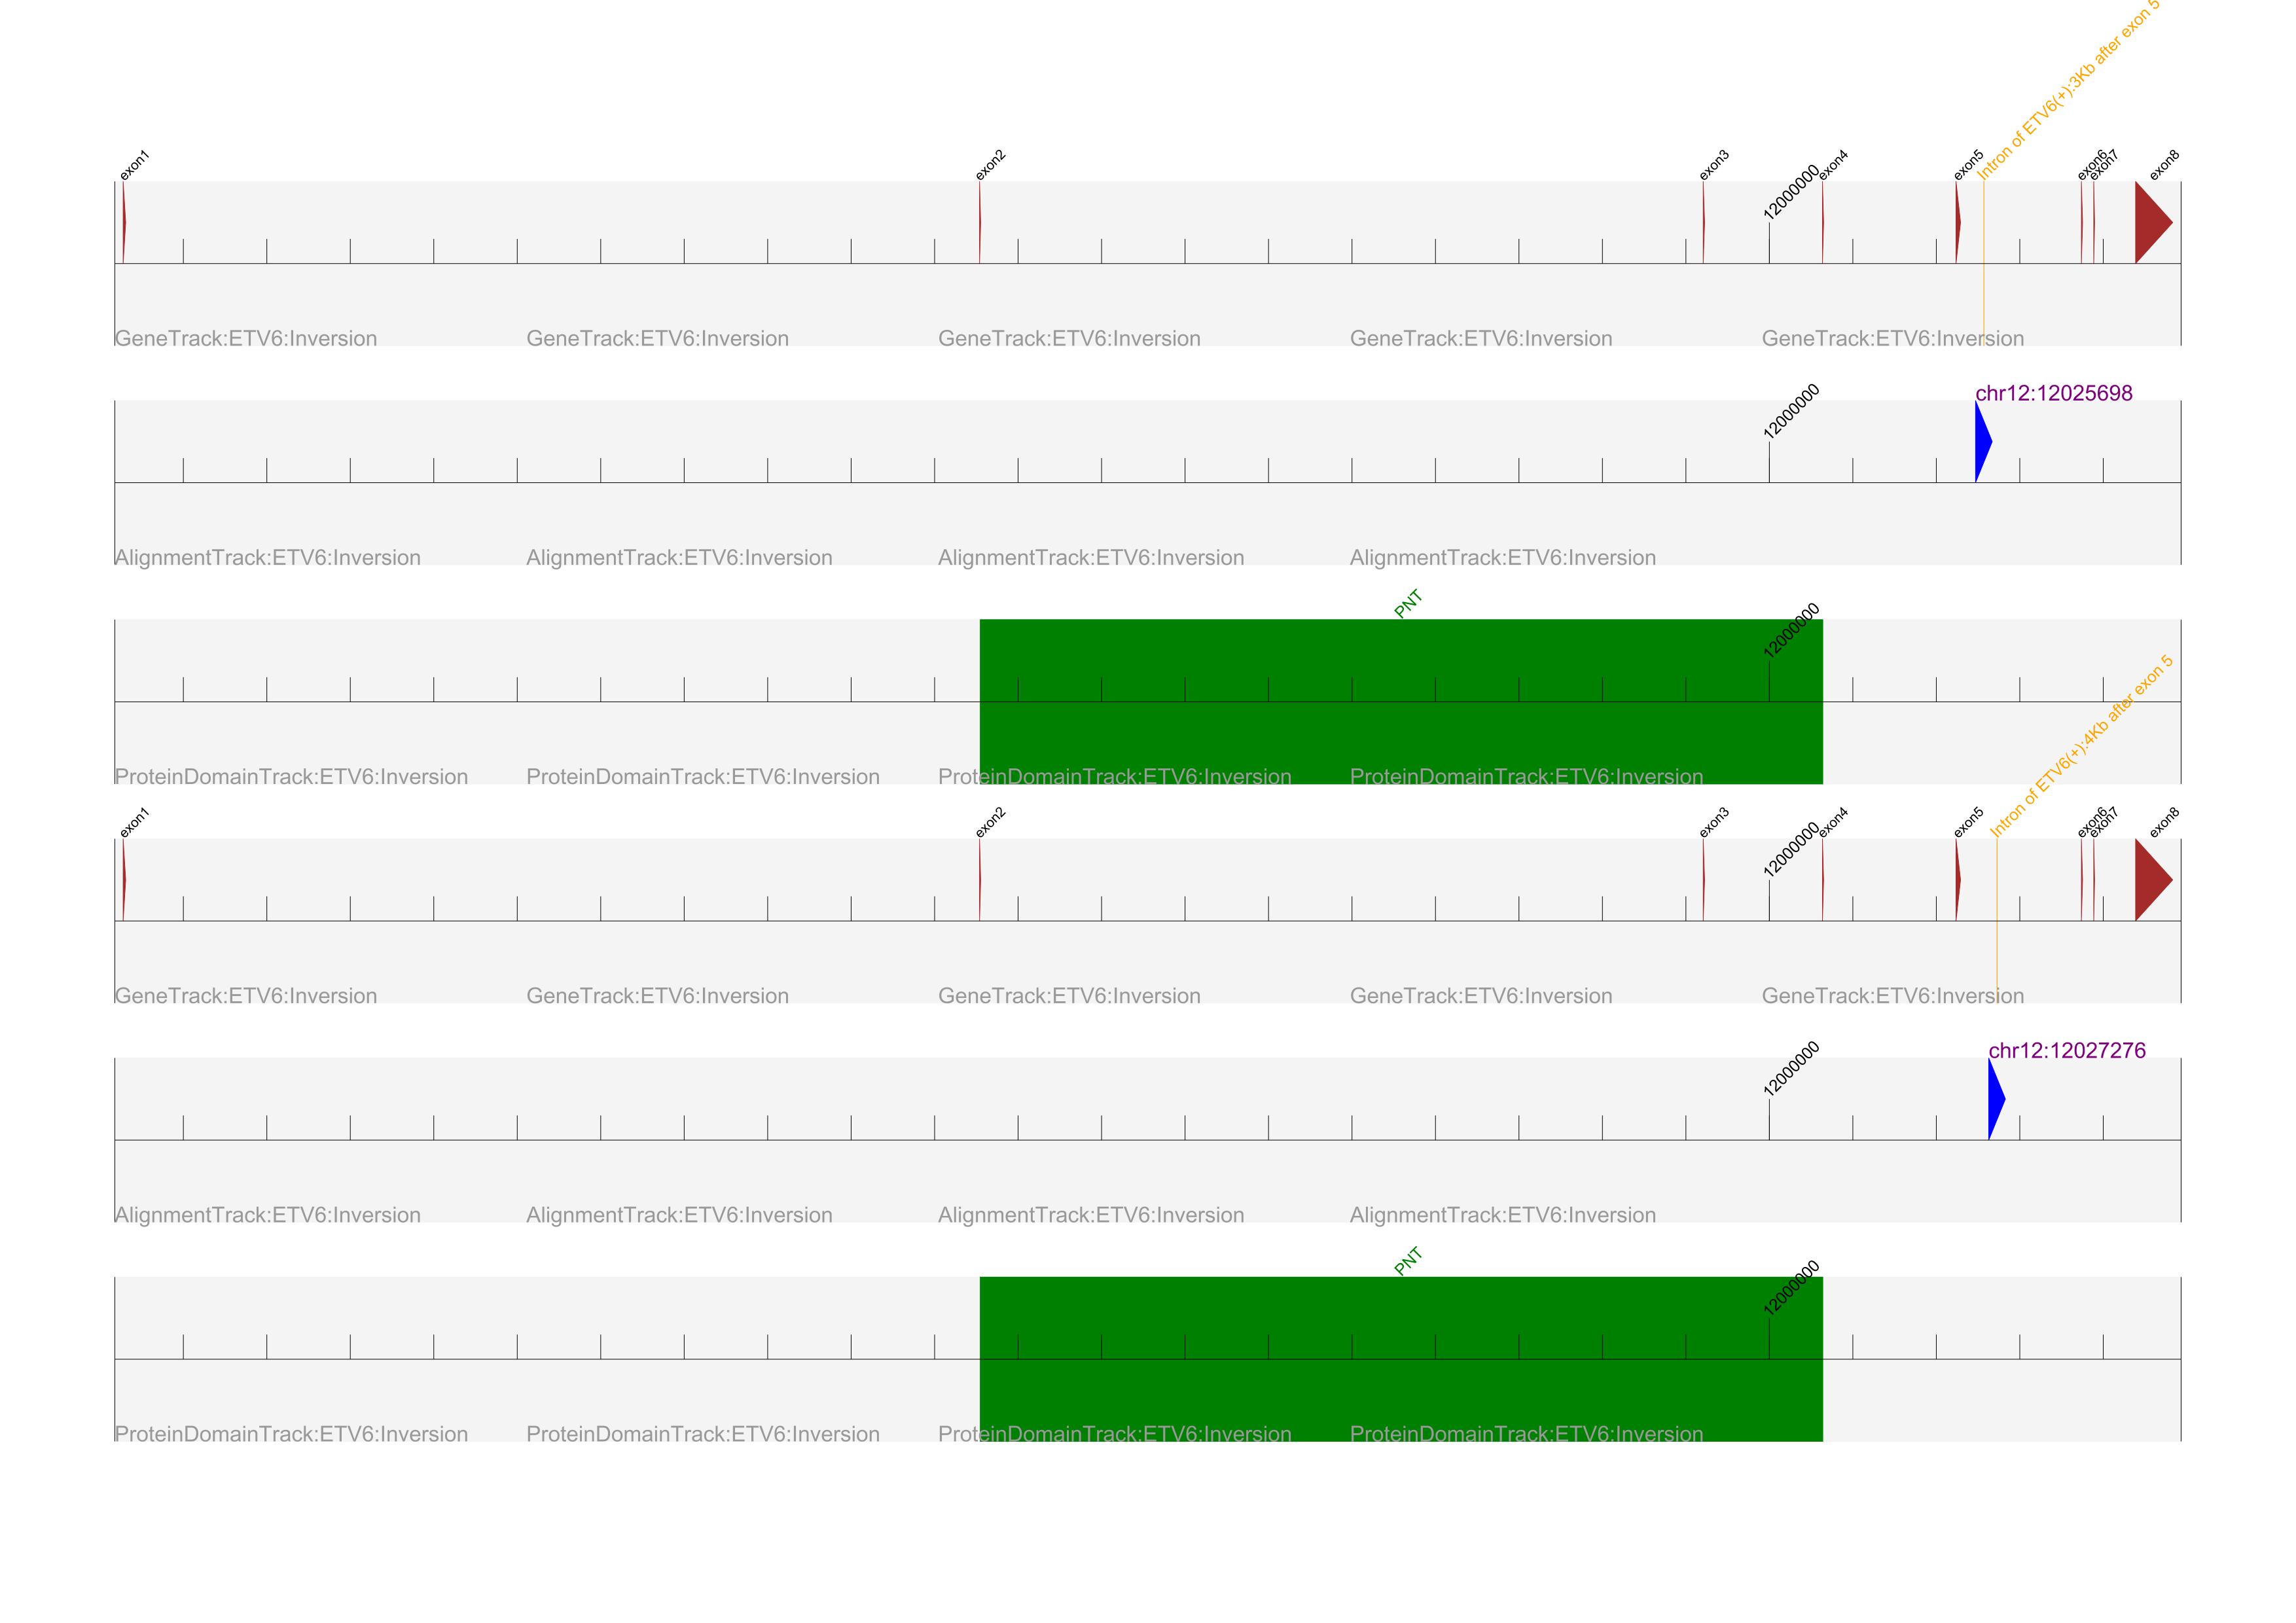 Intron of ETV6(+):3Kb after exon 5
exon1 exon2 exon3 12000000 exon4 exon5 exon6 exon7 exon8
GeneTrack:ETV6:Inversion GeneTrack:ETV6:Inversion GeneTrack:ETV6:Inversion GeneTrack:ETV6:Inversion GeneTrack:ETV6:Inversion
12000000 chr12:12025698
AlignmentTrack:ETV6:Inversion AlignmentTrack:ETV6:Inversion AlignmentTrack:ETV6:Inversion AlignmentTrack:ETV6:Inversion
PNT 12000000
ProteinDomainTrack:ETV6:Inversion ProteinDomainTrack:ETV6:Inversion ProteinDomainTrack:ETV6:Inversion ProteinDomainTrack:ETV6:Inversion
Intron of ETV6(+):4Kb after exon 5
exon1 exon2 exon3 12000000 exon4 exon5 exon6 exon7 exon8
GeneTrack:ETV6:Inversion GeneTrack:ETV6:Inversion GeneTrack:ETV6:Inversion GeneTrack:ETV6:Inversion GeneTrack:ETV6:Inversion
12000000 chr12:12027276
AlignmentTrack:ETV6:Inversion AlignmentTrack:ETV6:Inversion AlignmentTrack:ETV6:Inversion AlignmentTrack:ETV6:Inversion
PNT 12000000
ProteinDomainTrack:ETV6:Inversion ProteinDomainTrack:ETV6:Inversion ProteinDomainTrack:ETV6:Inversion ProteinDomainTrack:ETV6:Inversion